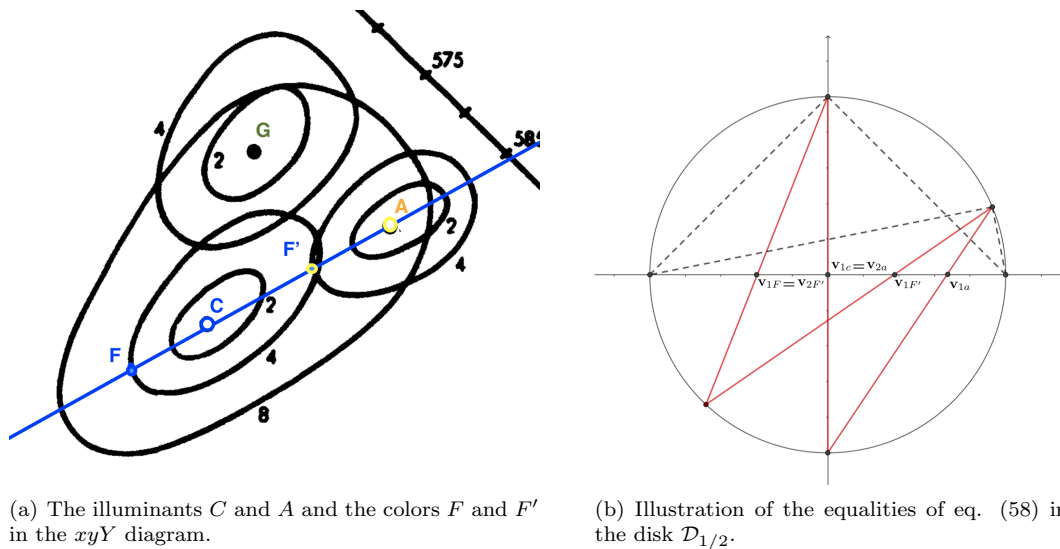 575
585
4
G
2
A
2
F'
4
C
2
F
4
8
v1c=v2a
v1F=v2F' v1F' v1a
(a) The illuminants C and A and the colors F and F′
in the xyY diagram.
(b) Illustration of the equalities of eq. (58) in
the disk D1/2.